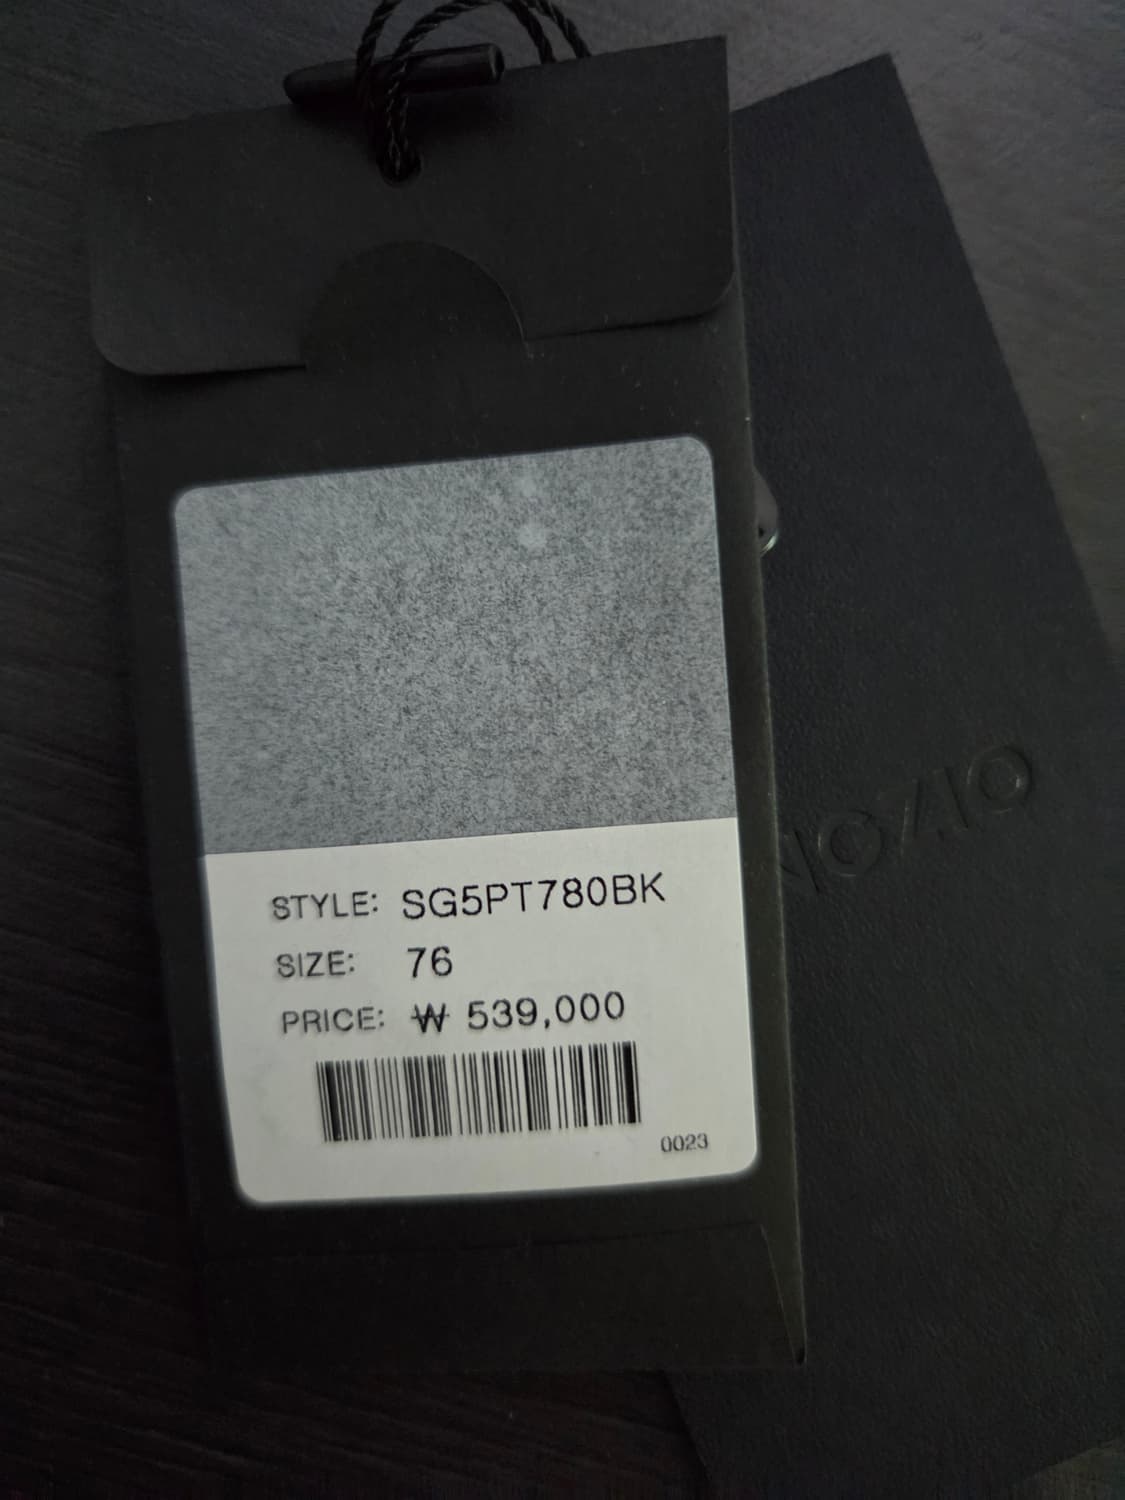 STYLE: SG5PT780BK
SIZE: 76
PRICE: ₩ 539,000
0023